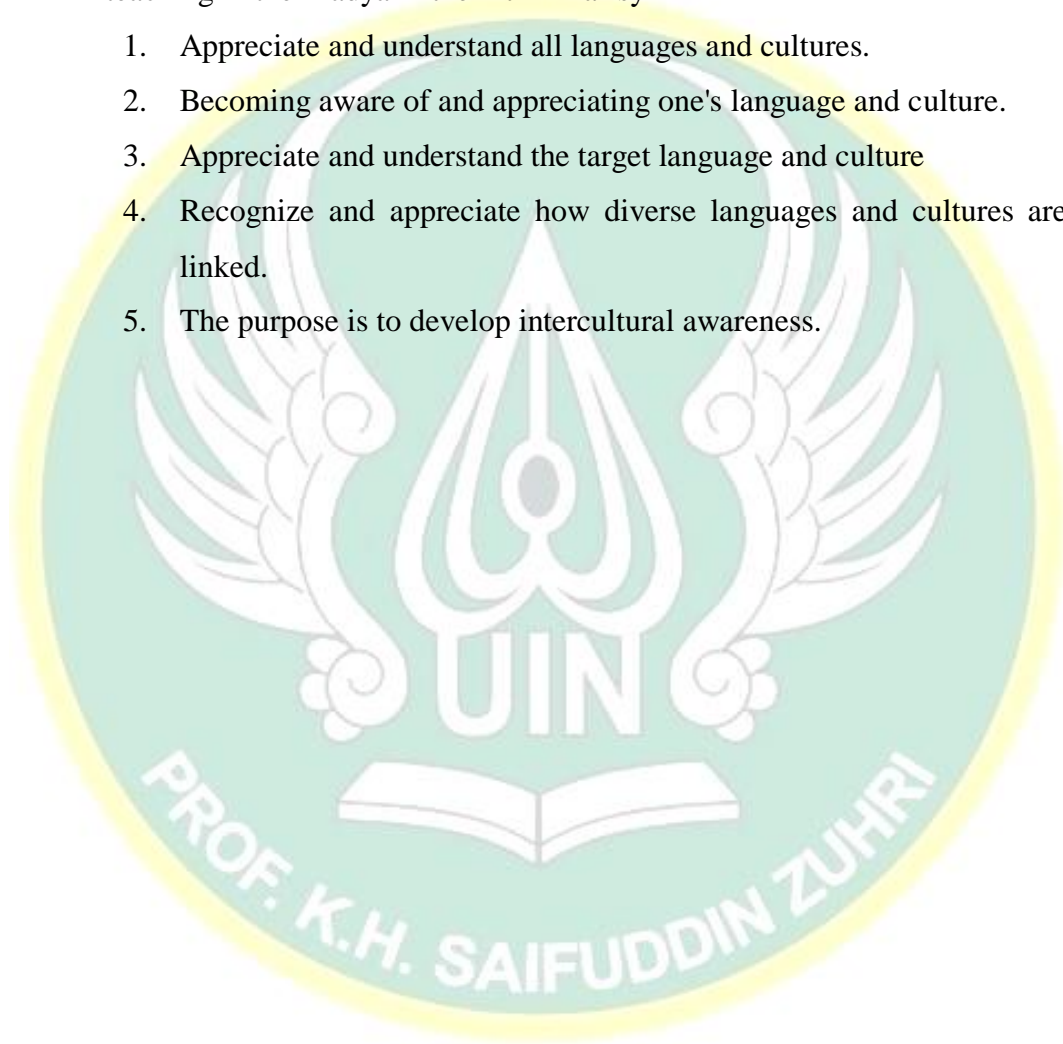 1. Appreciate and understand all languages and cultures.
2. Becoming aware of and appreciating one's language and culture.
3. Appreciate and understand the target language and culture
4. Recognize and appreciate how diverse languages and cultures are
linked.
5. The purpose is to develop intercultural awareness.
UIN
PROF. K.H. SAIFUDDIN ZUHRI